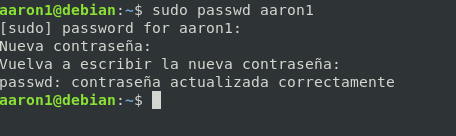 aaron1@debian:~$ sudo passwd aaron1
[sudo] password for aaron1:
Nueva contraseña:
Vuelva a escribir la nueva contraseña:
passwd: contraseña actualizada correctamente
aaron1@debian:~$